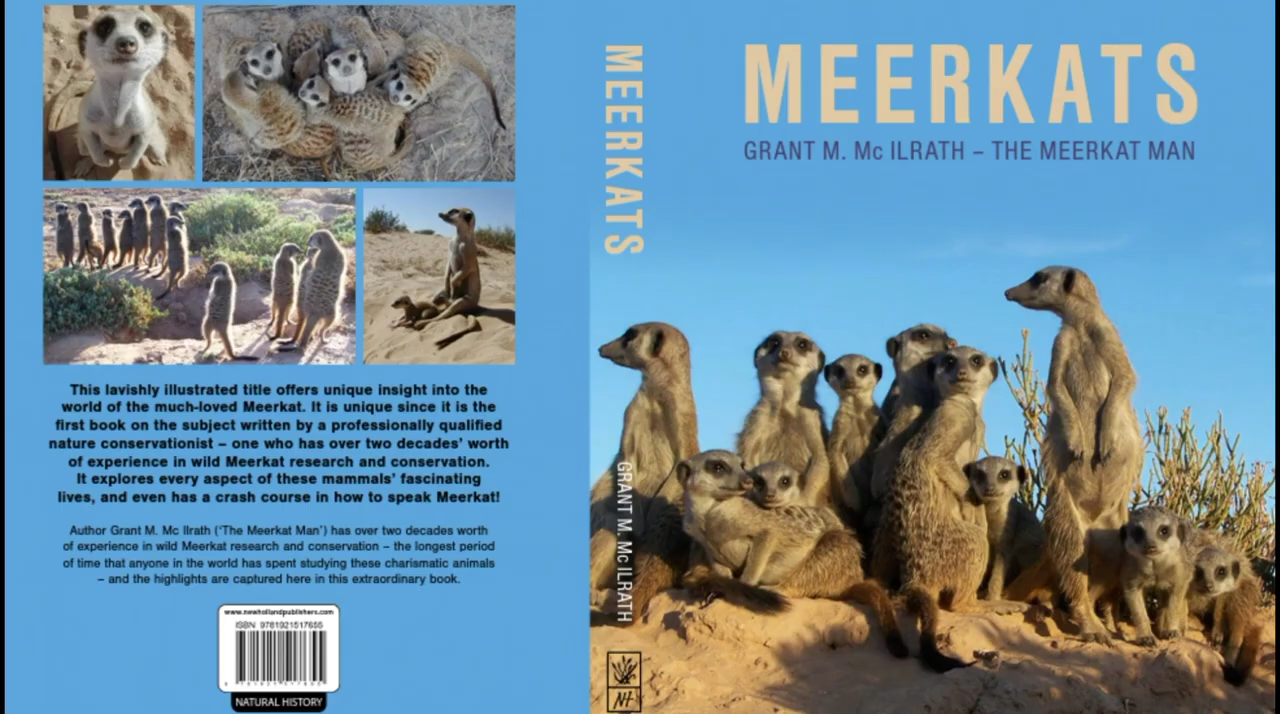 This lavishly illustrated title offers unique insight into the
world of the much-loved Meerkat. It is unique since it is the
first book on the subject written by a professionally qualified
nature conservationist – one who has over two decades' worth
of experience in wild Meerkat research and conservation.
It explores every aspect of these mammals' fascinating
lives, and even has a crash course in how to speak Meerkat!
Author Grant M. Mc Ilrath ('The Meerkat Man') has over two decades worth
of experience in wild Meerkat research and conservation – the longest period
of time that anyone in the world has spent studying these charismatic animals
– and the highlights are captured here in this extraordinary book.
www.newhollandpublishers.com
ISBN 9781921517655
NATURAL HISTORY
MEERKATS
GRANT M. Mc ILRATH
NH
MEERKATS
GRANT M. Mc ILRATH – THE MEERKAT MAN